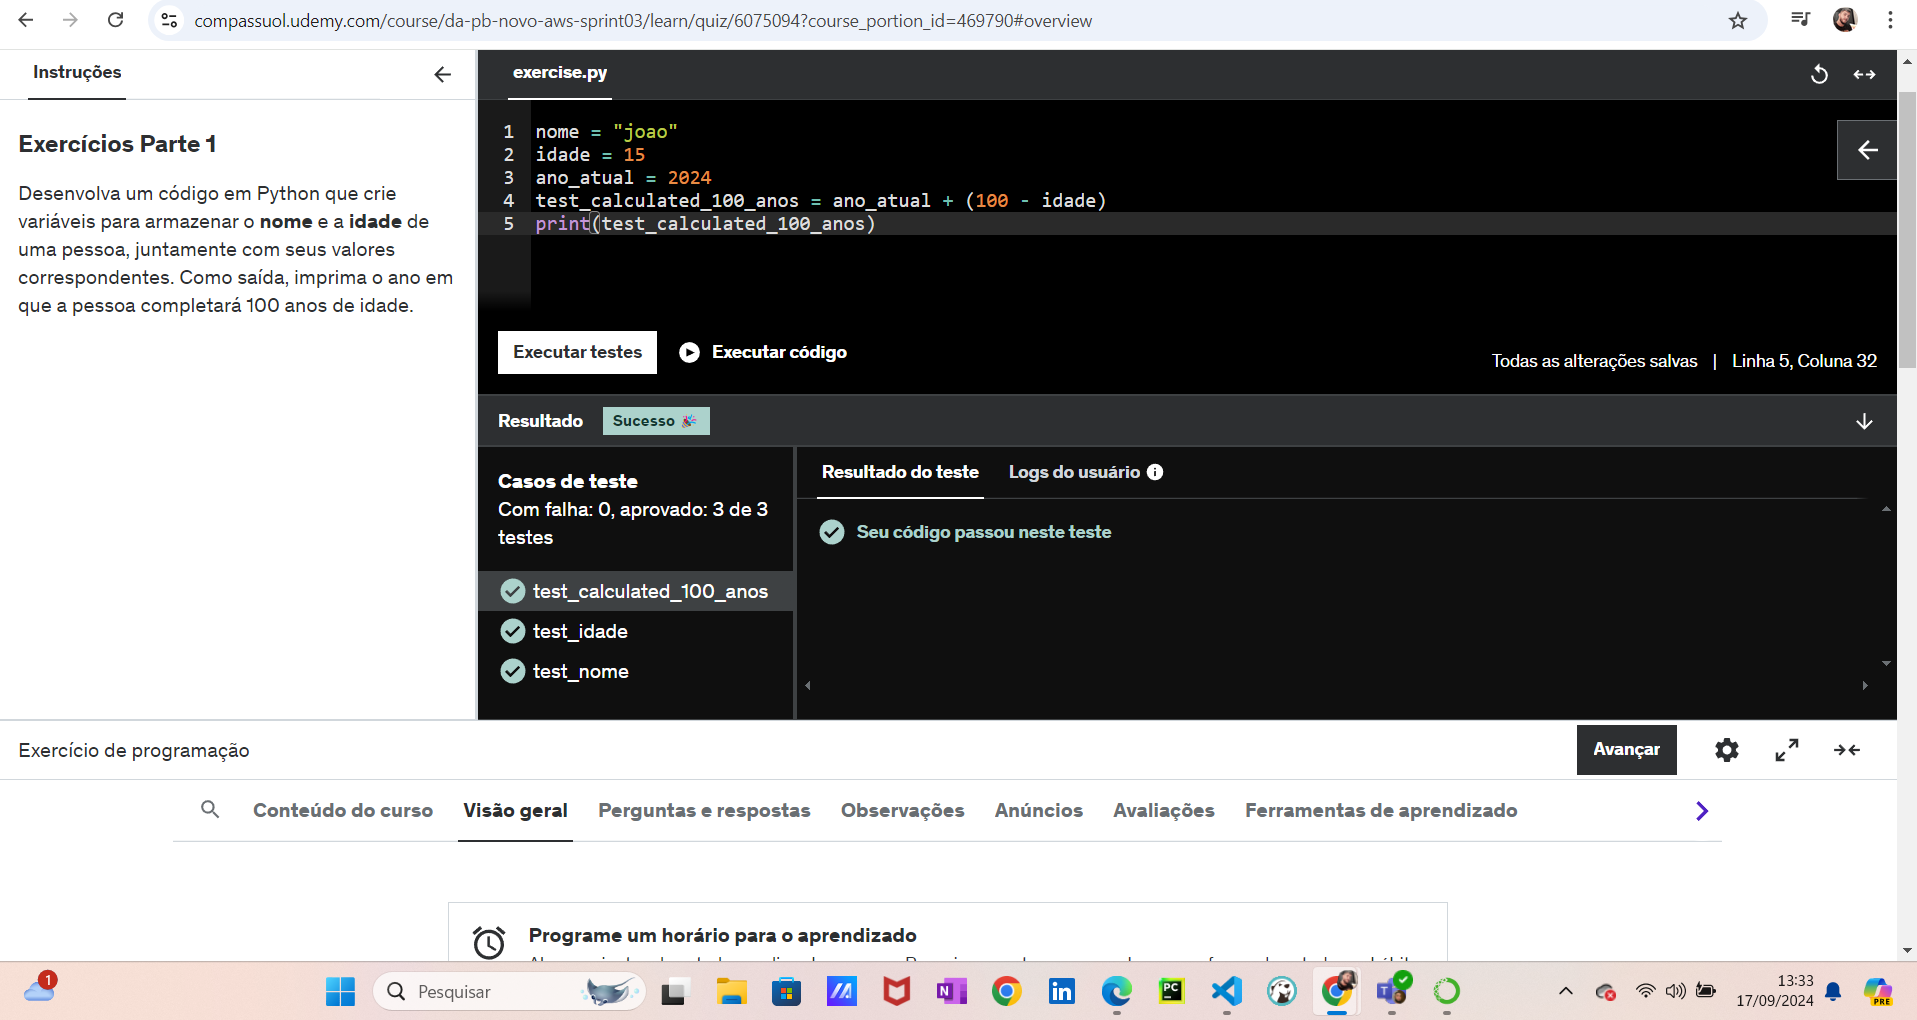 compassuol.udemy.com/course/da-pb-novo-aws-sprint03/learn/quiz/6075094?course_portion_id=469790#overview
Instruções
exercise.py
Exercícios Parte 1
Desenvolva um código em Python que crie
variáveis para armazenar o nome e a idade de
uma pessoa, juntamente com seus valores
correspondentes. Como saída, imprima o ano em
que a pessoa completará 100 anos de idade.
1 nome = "joao"
2 idade = 15
3 ano_atual = 2024
4 test_calculated_100_anos = ano_atual + (100 - idade)
5 print(test_calculated_100_anos)
Executar testes
Executar código
Todas as alterações salvas | Linha 5, Coluna 32
Resultado
Sucesso
Casos de teste
Com falha: 0, aprovado: 3 de 3
testes
test_calculated_100_anos
test_idade
test_nome
Resultado do teste
Logs do usuário
Seu código passou neste teste
Exercício de programação
Avançar
Conteúdo do curso
Visão geral
Perguntas e respostas
Observações
Anúncios
Avaliações
Ferramentas de aprendizado
Programe um horário para o aprendizado
1
Pesquisar
N
in
PC
T
PRE
13:33
17/09/2024